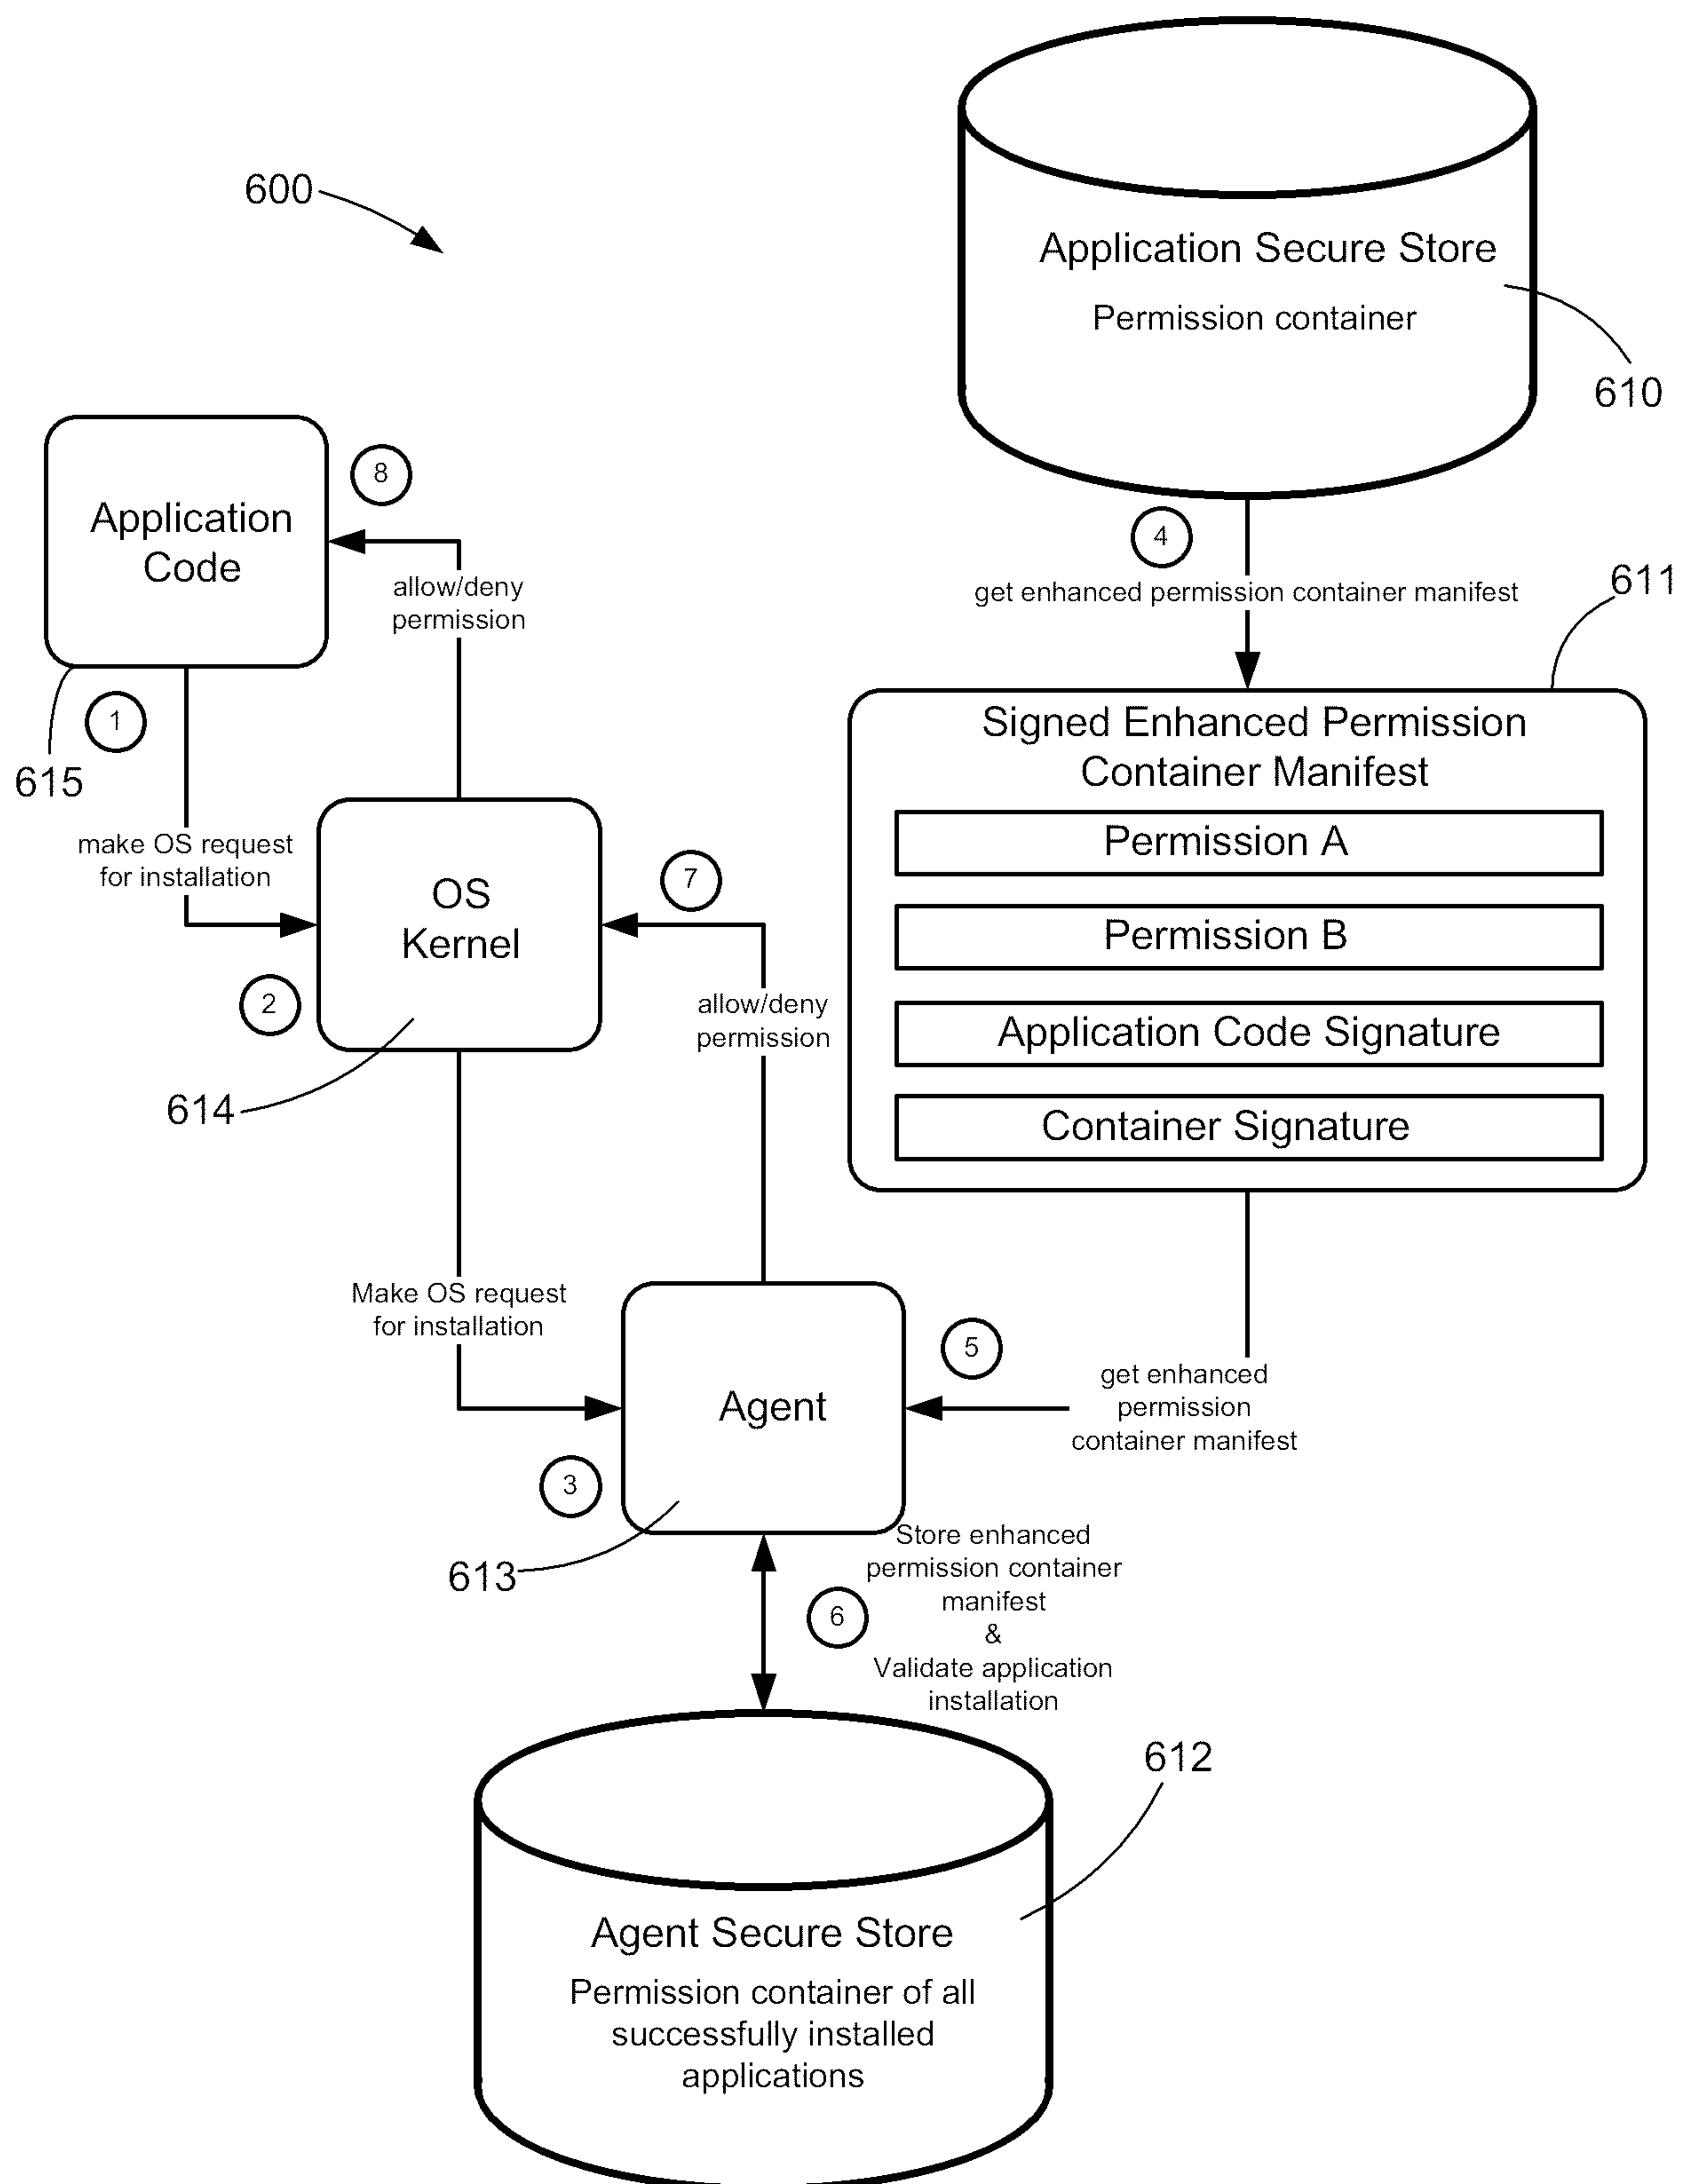 600
Application Secure Store
Permission container
610
Application
Code
8
allow/deny
permission
4
get enhanced permission container manifest
611
1
615
make OS request
for installation
Signed Enhanced Permission
Container Manifest
Permission A
Permission B
Application Code Signature
Container Signature
OS
Kernel
7
2
614
allow/deny
permission
Make OS request
for installation
Agent
5
get enhanced
permission
container manifest
3
613
Store enhanced
permission container
manifest
&
Validate application
installation
6
612
Agent Secure Store
Permission container of all
successfully installed
applications